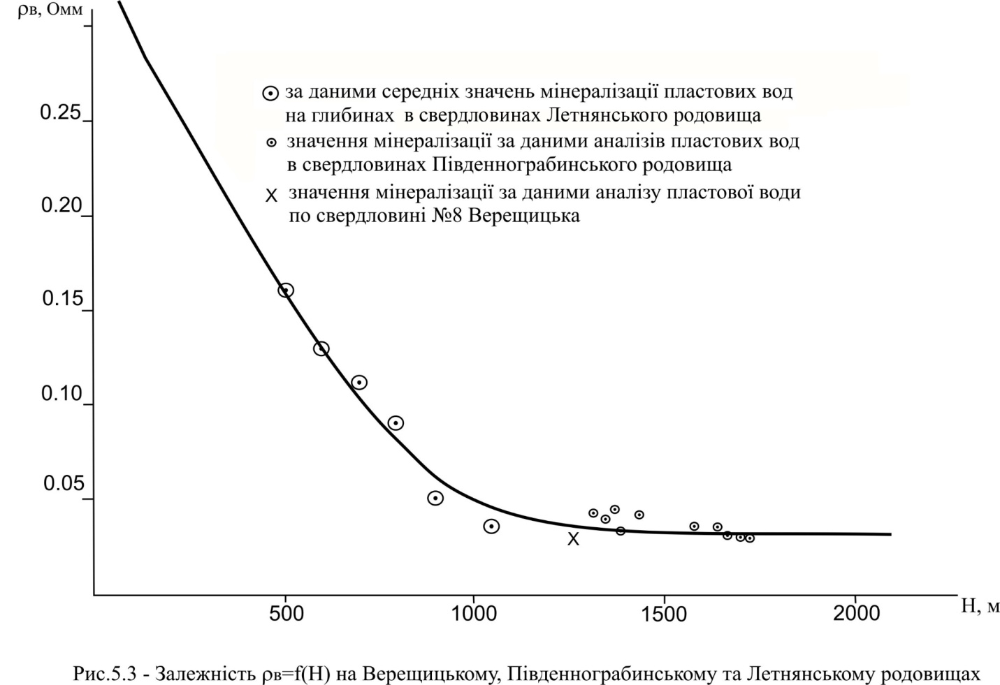 ρв, Омм
0.25
0.20
0.15
0.10
0.05
за даними середніх значень мінералізації пластових вод
на глибинах в свердловинах Летнянського родовища
значення мінералізації за даними аналізів пластових вод
в свердловинах Південнограбинського родовища
X значення мінералізації за даними аналізу пластової води
по свердловині №8 Верещицька
X
500
1000
1500
2000
Н, м
Рис.5.3 - Залежність ρв=f(Н) на Верещицькому, Південнограбинському та Летнянському родовищах